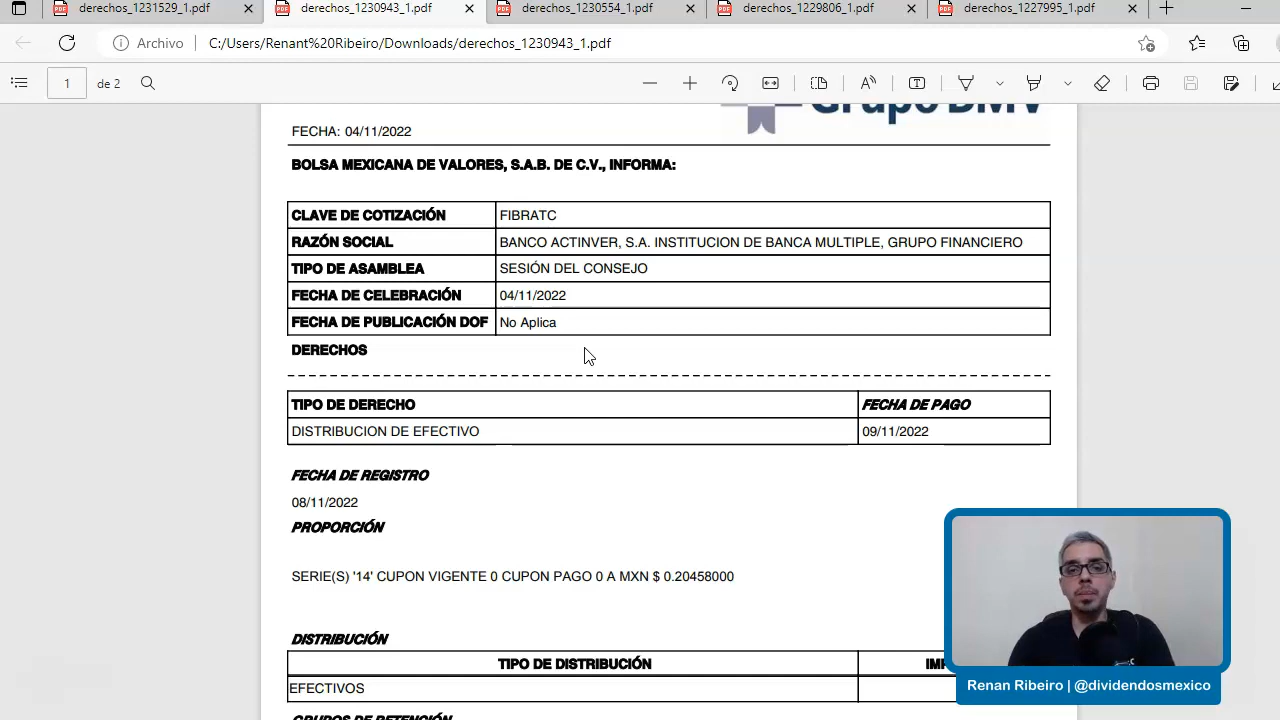 derechos_1231529_1.pdf
derechos_1230943_1.pdf
derechos_1230554_1.pdf
derechos_1229806_1.pdf
derechos_1227995_1.pdf
Archivo
C:/Users/Renant%20Ribeiro/Downloads/derechos_1230943_1.pdf
1 de 2
Grupo BMV
FECHA: 04/11/2022
BOLSA MEXICANA DE VALORES, S.A.B. DE C.V., INFORMA:
CLAVE DE COTIZACIÓN FIBRATC
RAZÓN SOCIAL BANCO ACTINVER, S.A. INSTITUCION DE BANCA MULTIPLE, GRUPO FINANCIERO
TIPO DE ASAMBLEA SESIÓN DEL CONSEJO
FECHA DE CELEBRACIÓN 04/11/2022
FECHA DE PUBLICACIÓN DOF No Aplica
DERECHOS
TIPO DE DERECHO FECHA DE PAGO
DISTRIBUCION DE EFECTIVO 09/11/2022
FECHA DE REGISTRO
08/11/2022
PROPORCIÓN
SERIE(S) '14' CUPON VIGENTE 0 CUPON PAGO 0 A MXN $ 0.20458000
DISTRIBUCIÓN
TIPO DE DISTRIBUCIÓN
EFECTIVOS
GRUPOS DE RETENCIÓN
Renan Ribeiro | @dividendosmexico